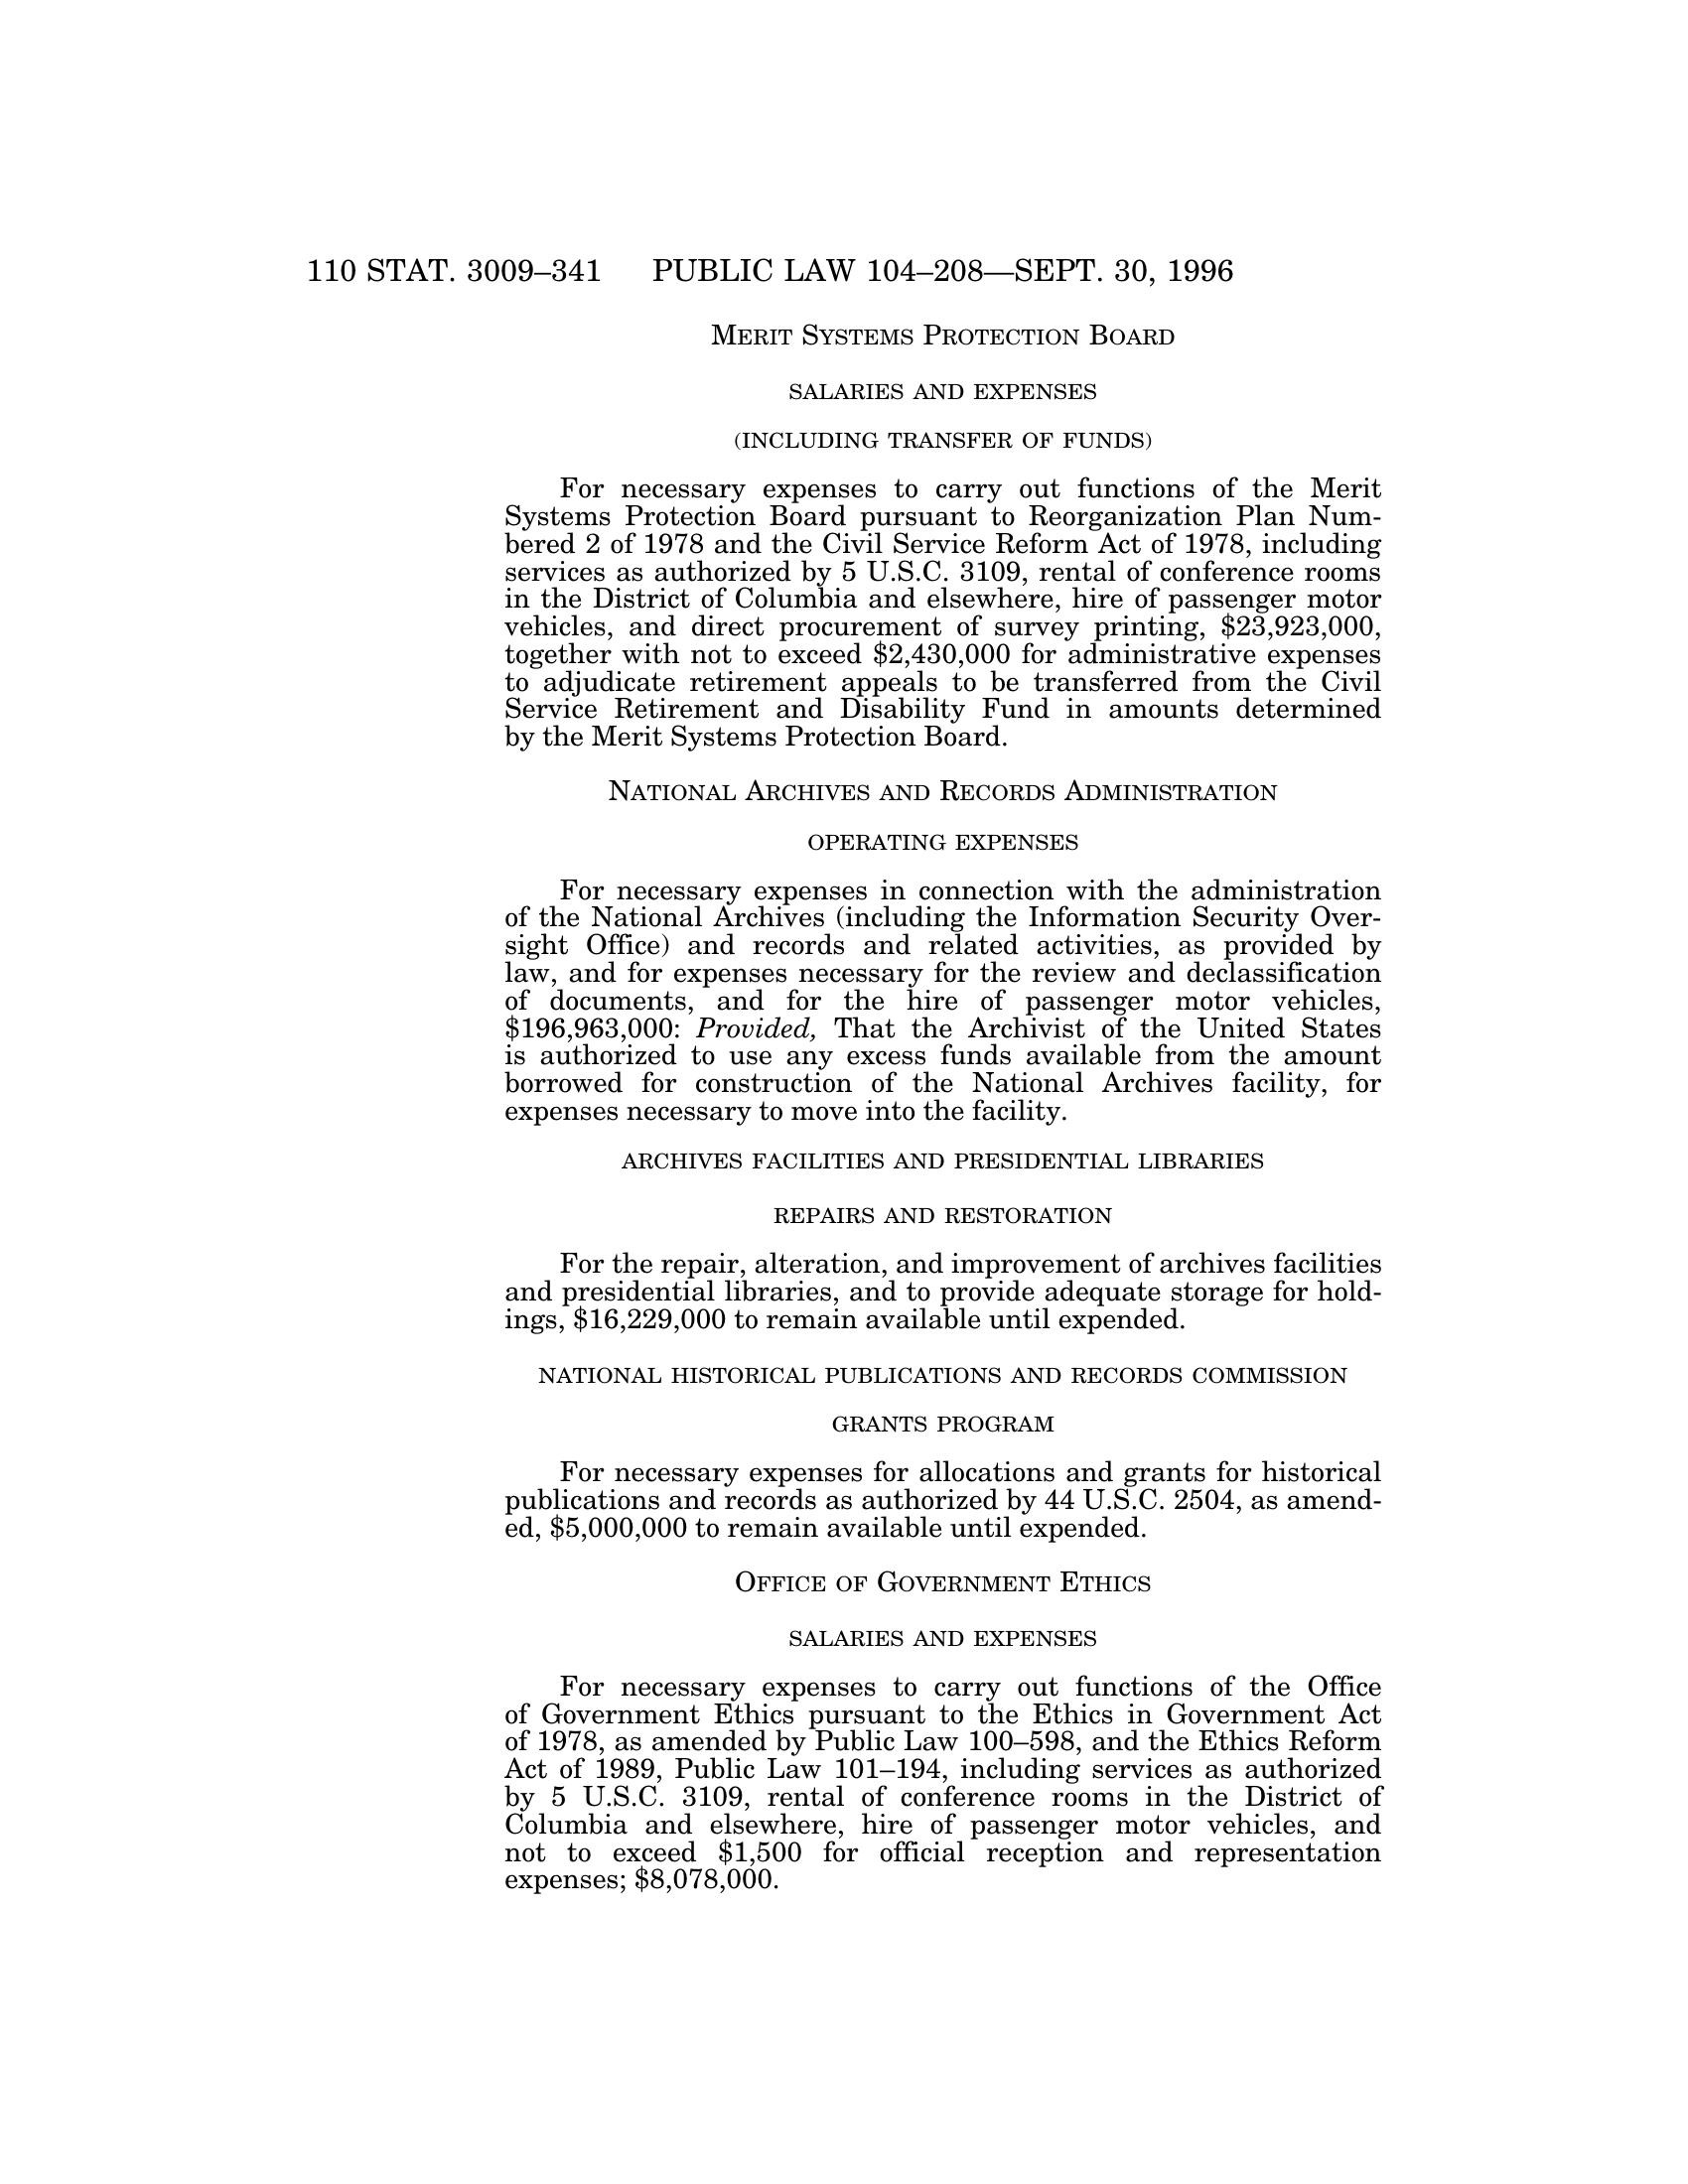 110 STAT. 3009–341 PUBLIC LAW 104–208—SEPT. 30, 1996
MERIT SYSTEMS PROTECTION BOARD
SALARIES AND EXPENSES
(INCLUDING TRANSFER OF FUNDS)
For necessary expenses to carry out functions of the Merit
Systems Protection Board pursuant to Reorganization Plan Num-
bered 2 of 1978 and the Civil Service Reform Act of 1978, including
services as authorized by 5 U.S.C. 3109, rental of conference rooms
in the District of Columbia and elsewhere, hire of passenger motor
vehicles, and direct procurement of survey printing, $23,923,000,
together with not to exceed $2,430,000 for administrative expenses
to adjudicate retirement appeals to be transferred from the Civil
Service Retirement and Disability Fund in amounts determined
by the Merit Systems Protection Board.
NATIONAL ARCHIVES AND RECORDS ADMINISTRATION
OPERATING EXPENSES
For necessary expenses in connection with the administration
of the National Archives (including the Information Security Over-
sight Office) and records and related activities, as provided by
law, and for expenses necessary for the review and declassification
of documents, and for the hire of passenger motor vehicles,
$196,963,000: Provided, That the Archivist of the United States
is authorized to use any excess funds available from the amount
borrowed for construction of the National Archives facility, for
expenses necessary to move into the facility.
ARCHIVES FACILITIES AND PRESIDENTIAL LIBRARIES
REPAIRS AND RESTORATION
For the repair, alteration, and improvement of archives facilities
and presidential libraries, and to provide adequate storage for hold-
ings, $16,229,000 to remain available until expended.
NATIONAL HISTORICAL PUBLICATIONS AND RECORDS COMMISSION
GRANTS PROGRAM
For necessary expenses for allocations and grants for historical
publications and records as authorized by 44 U.S.C. 2504, as amend-
ed, $5,000,000 to remain available until expended.
OFFICE OF GOVERNMENT ETHICS
SALARIES AND EXPENSES
For necessary expenses to carry out functions of the Office
of Government Ethics pursuant to the Ethics in Government Act
of 1978, as amended by Public Law 100–598, and the Ethics Reform
Act of 1989, Public Law 101–194, including services as authorized
by 5 U.S.C. 3109, rental of conference rooms in the District of
Columbia and elsewhere, hire of passenger motor vehicles, and
not to exceed $1,500 for official reception and representation
expenses; $8,078,000.